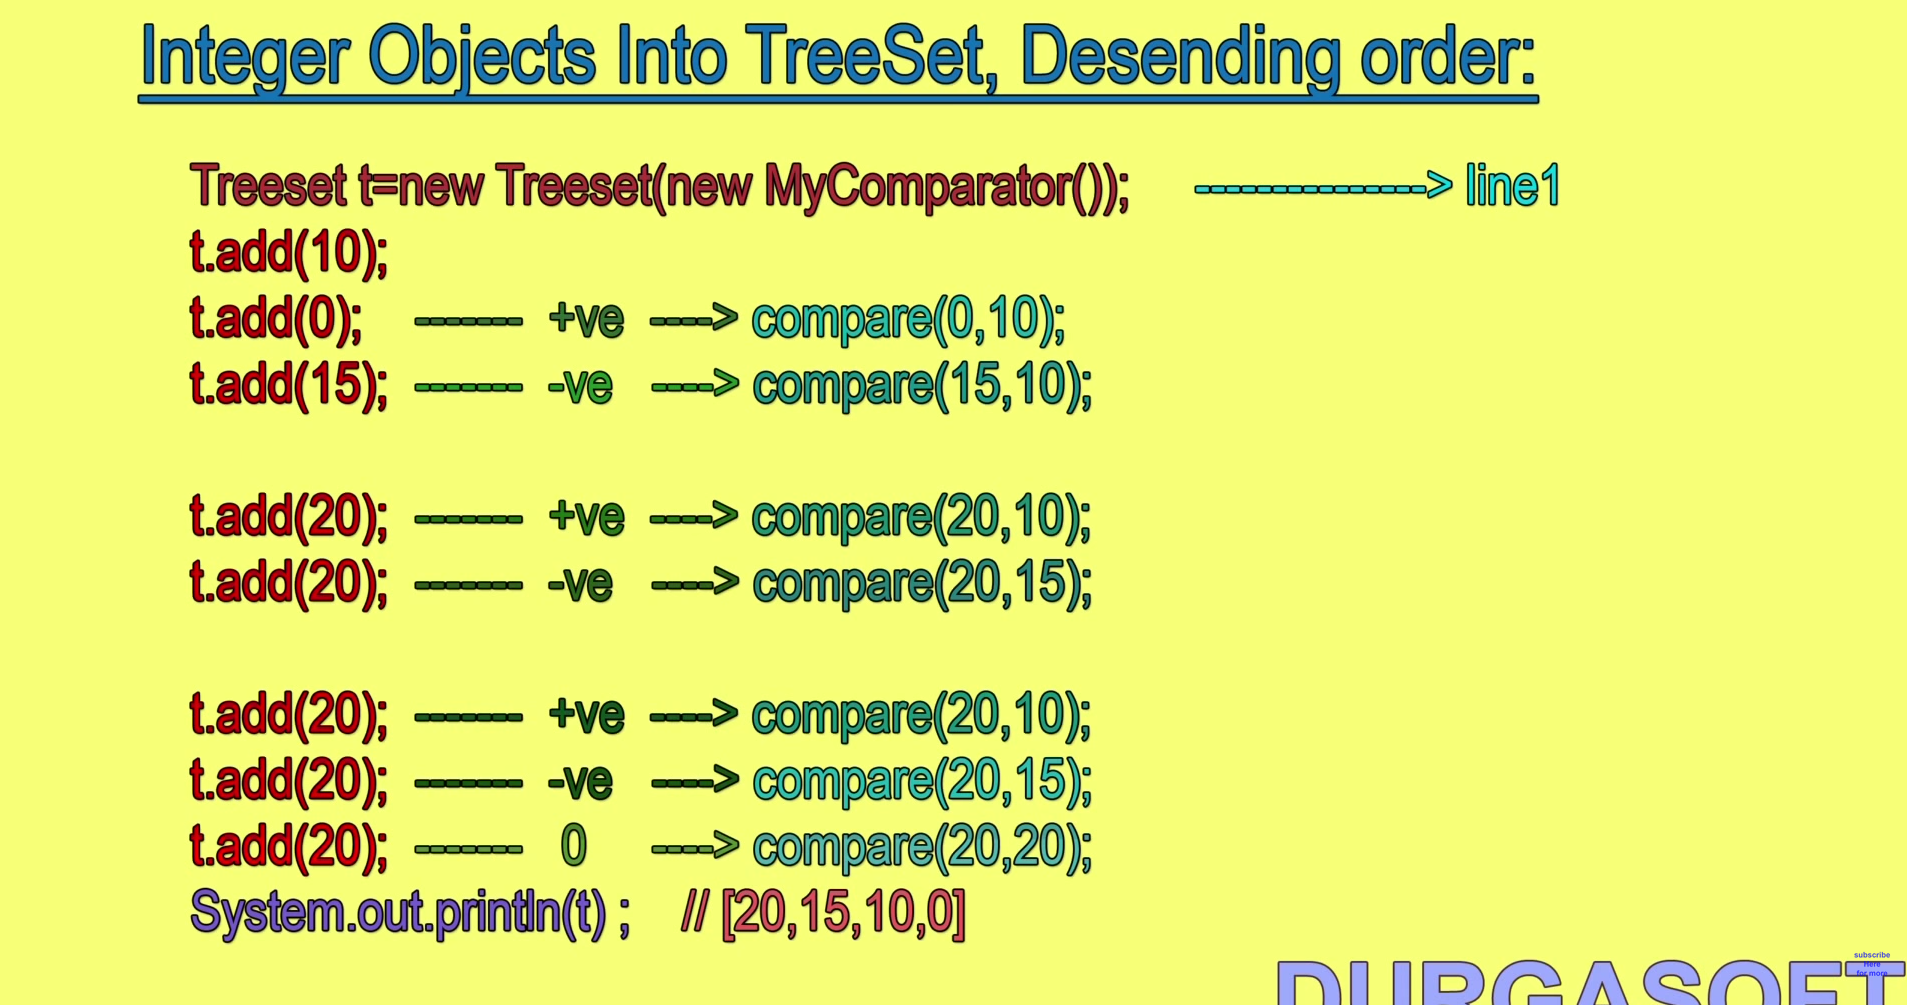 Integer Objects Into TreeSet, Desending order:
Treeset t=new Treeset(new MyComparator()); ---------------> line1
t.add(10);
t.add(0); ------- +ve ----> compare(0,10);
t.add(15); ------- -ve ----> compare(15,10);
t.add(20); ------- +ve ----> compare(20,10);
t.add(20); ------- -ve ----> compare(20,15);
t.add(20); ------- +ve ----> compare(20,10);
t.add(20); ------- -ve ----> compare(20,15);
t.add(20); ------- 0 ----> compare(20,20);
System.out.println(t) ; // [20,15,10,0]
DURGASOFT
subscribe
Here
for more